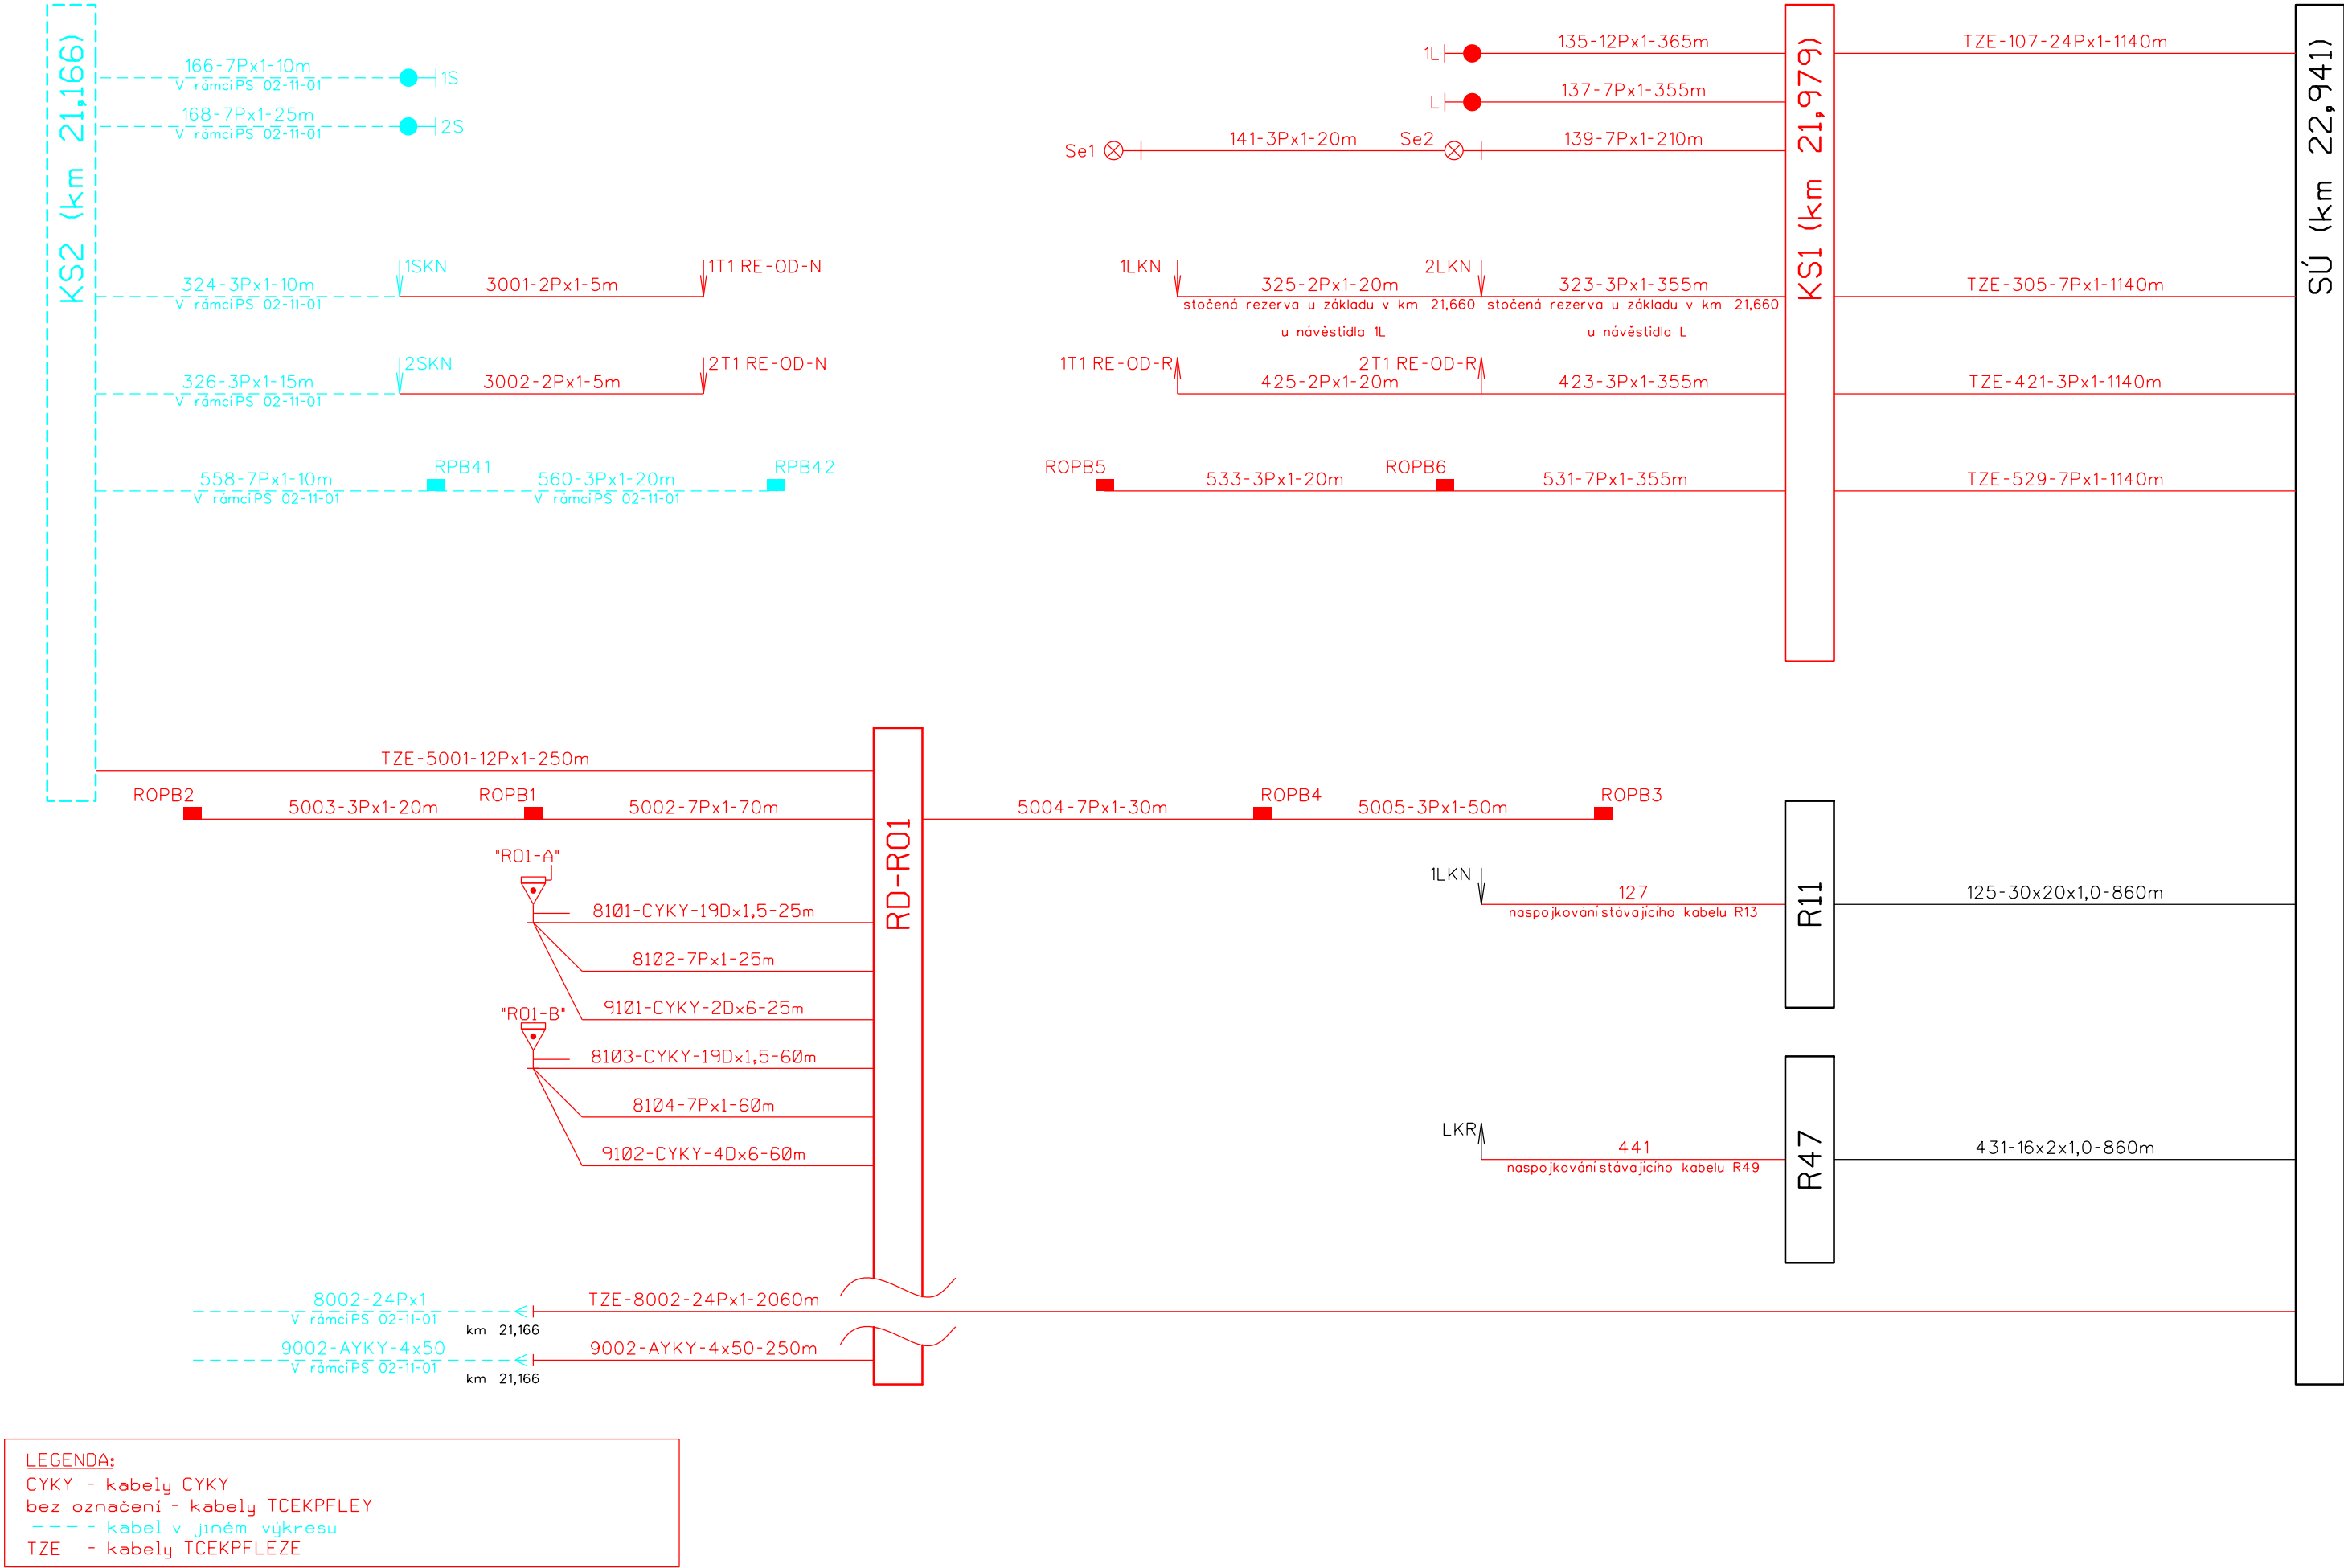 KS2 (km 21,166)
166-7Px1-10m
V rámci PS 02-11-01
1S
168-7Px1-25m
V rámci PS 02-11-01
2S
324-3Px1-10m
V rámci PS 02-11-01
1SKN
3001-2Px1-5m
1T1 RE-OD-N
326-3Px1-15m
V rámci PS 02-11-01
2SKN
3002-2Px1-5m
2T1 RE-OD-N
558-7Px1-10m
V rámci PS 02-11-01
RPB41
560-3Px1-20m
V rámci PS 02-11-01
RPB42
1L
135-12Px1-365m
L
137-7Px1-355m
Se1
141-3Px1-20m
Se2
139-7Px1-210m
1LKN
325-2Px1-20m
stočená rezerva u základu v km 21,660
u návěstidla 1L
2LKN
323-3Px1-355m
stočená rezerva u základu v km 21,660
u návěstidla L
1T1 RE-OD-R
425-2Px1-20m
2T1 RE-OD-R
423-3Px1-355m
ROPB5
533-3Px1-20m
ROPB6
531-7Px1-355m
KS1 (km 21,979)
TZE-107-24Px1-1140m
TZE-305-7Px1-1140m
TZE-421-3Px1-1140m
TZE-529-7Px1-1140m
SÚ (km 22,941)
TZE-5001-12Px1-250m
ROPB2
5003-3Px1-20m
ROPB1
5002-7Px1-70m
RD-RO1
5004-7Px1-30m
ROPB4
5005-3Px1-50m
ROPB3
"RO1-A"
8101-CYKY-19Dx1,5-25m
8102-7Px1-25m
9101-CYKY-2Dx6-25m
"RO1-B"
8103-CYKY-19Dx1,5-60m
8104-7Px1-60m
9102-CYKY-4Dx6-60m
1LKN
127
naspojkování stávajícího kabelu R13
R11
125-30x20x1,0-860m
LKR
441
naspojkování stávajícího kabelu R49
R47
431-16x2x1,0-860m
8002-24Px1
V rámci PS 02-11-01
km 21,166
TZE-8002-24Px1-2060m
9002-AYKY-4x50
V rámci PS 02-11-01
km 21,166
9002-AYKY-4x50-250m
LEGENDA:
CYKY - kabely CYKY
bez označení - kabely TCEKPFLEY
- kabel v jiném výkresu
TZE - kabely TCEKPFLEZE